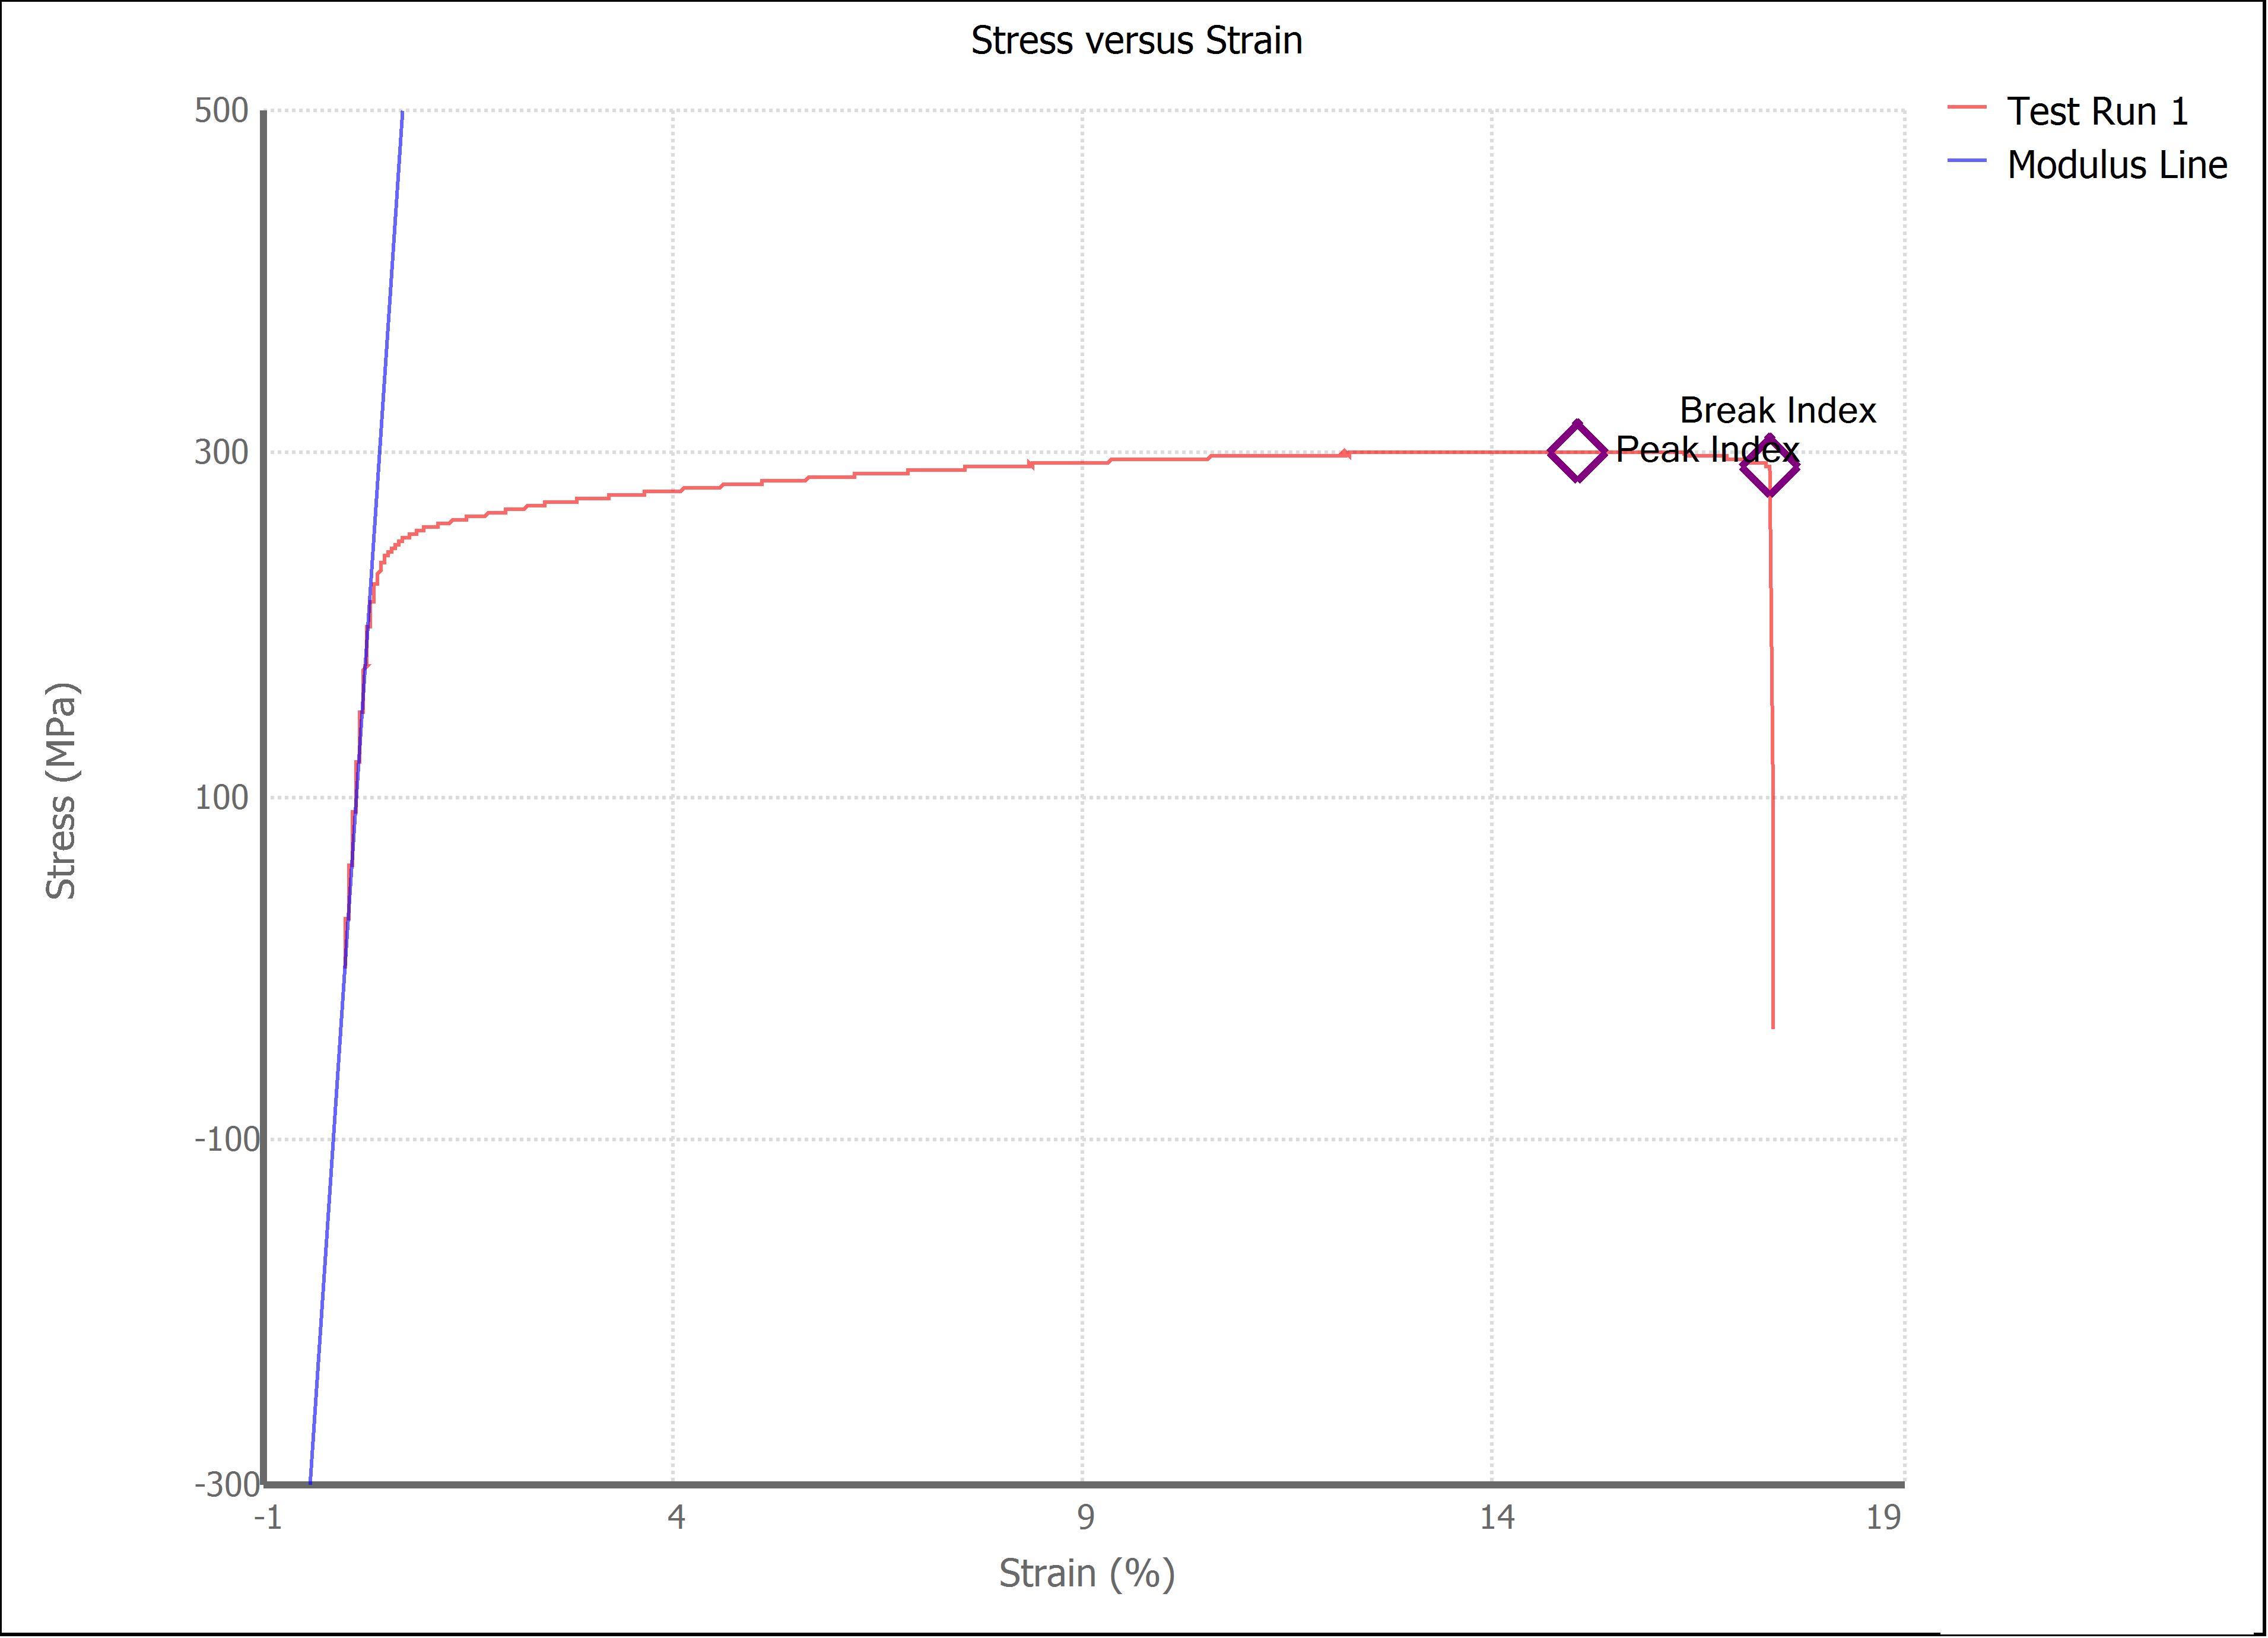 Stress versus Strain
Test Run 1
Modulus Line
500
300
100
-100
-300
Stress (MPa)
Break Index
Peak Index
-1
4
9
14
19
Strain (%)